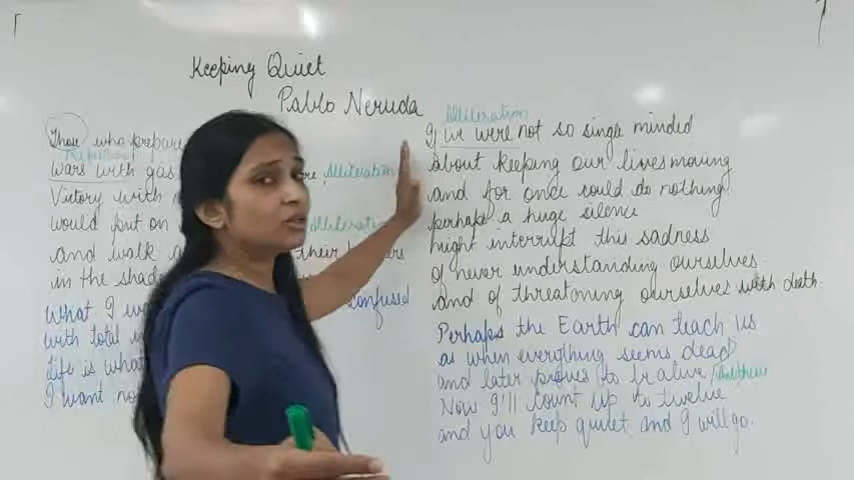 Keeping Quiet
Pablo Neruda
Those who prepare
Wars with gas
Alliteration
Victory with
would put on
Alliteration
and walk
their
in the
What I
confused
with total
Life is what
I want no
Alliteration
If we were not so single minded
about keeping our lives moving
and for once could do nothing
perhaps a huge silence
might interrupt this sadress
of never understanding ourselves
and of threatoning ourselves with death
Perhaps the Earth can teach us
as when everything seems dead
and later proves to be alive
Now I'll count up to twelve
and you keep quiet and I will go.